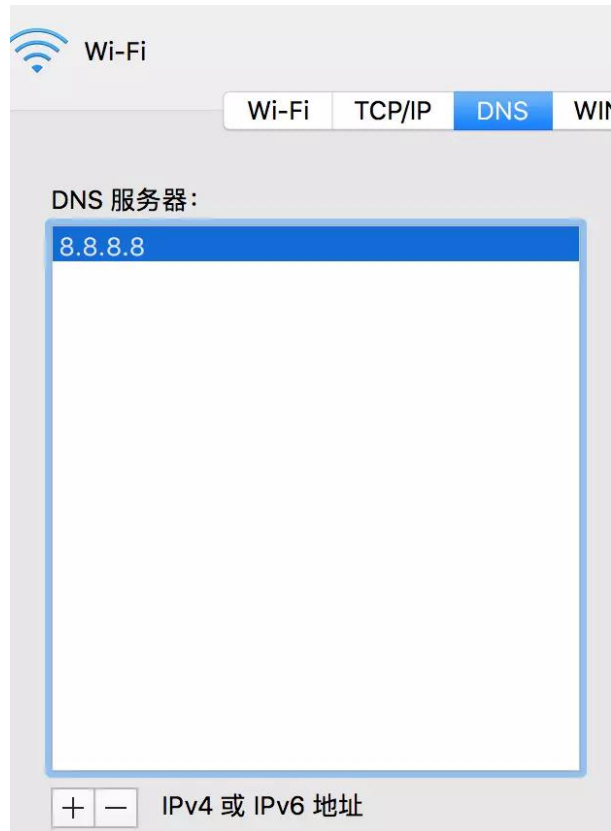 Wi-Fi
Wi-Fi TCP/IP DNS WIN
DNS 服务器：
8.8.8.8
+ − IPv4 或 IPv6 地址